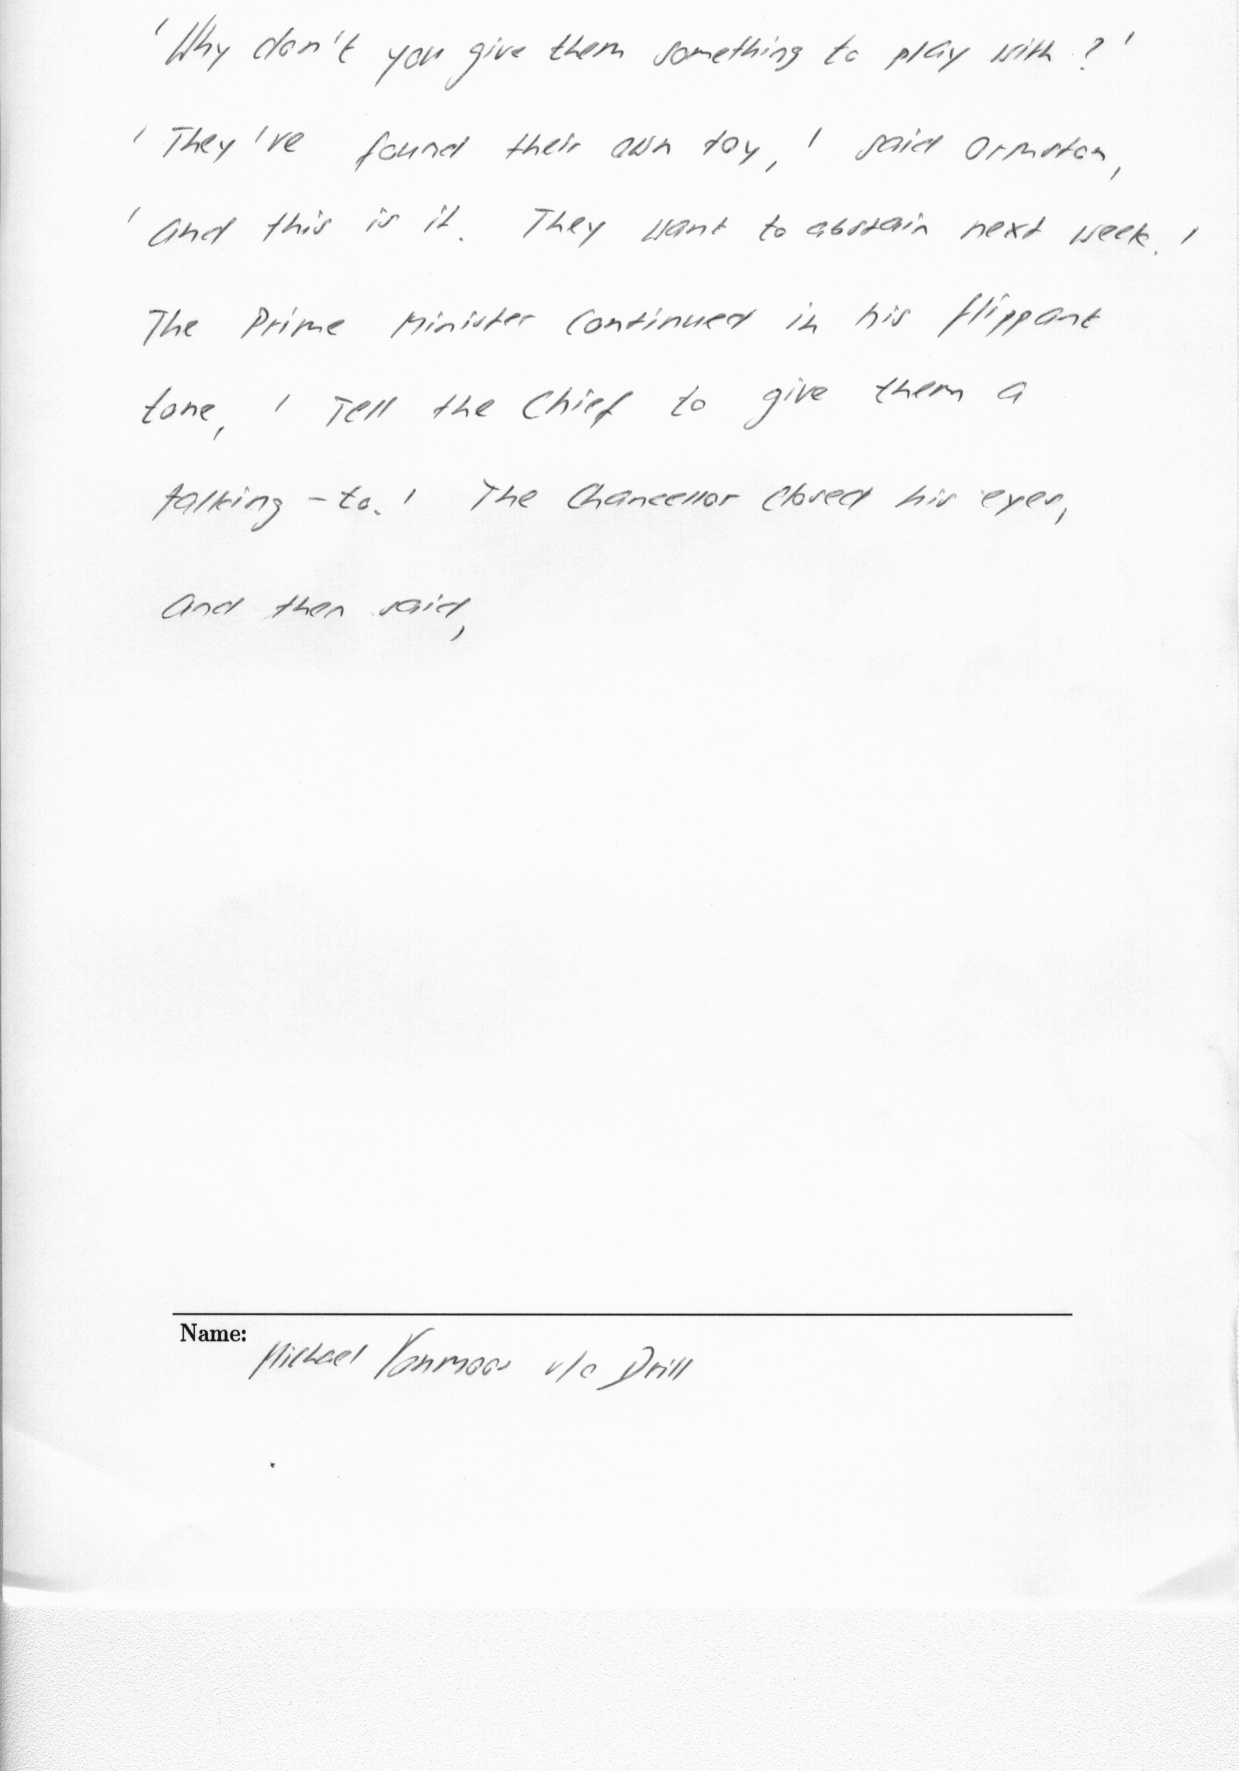 'Why don't you give them something to play with?'
'They've found their own toy,' said Ormston,
'and this is it. They want to abstain next week.'
The Prime Minister continued in his flippant
tone, 'Tell the Chief to give them a
talking-to.' The Chancellor closed his eyes,
and then said,
Name:
Michael Drill